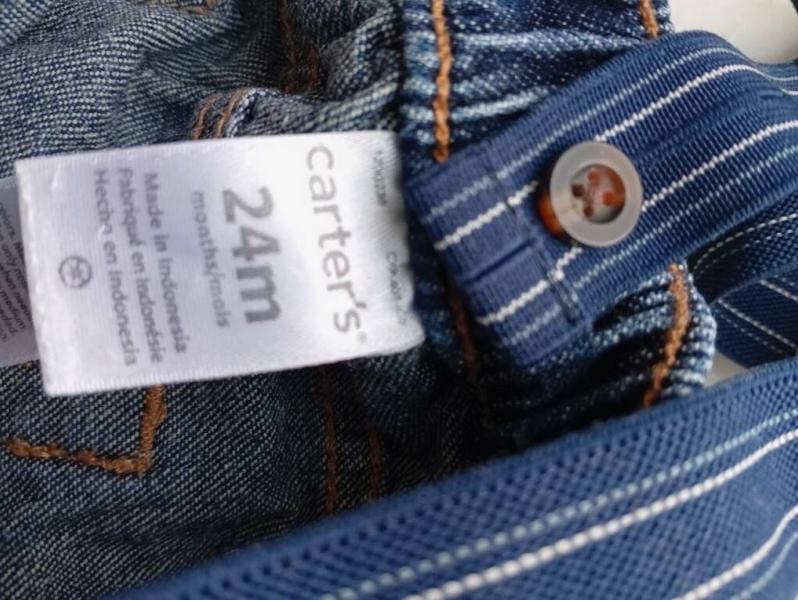 carter's®
24m
months/mois
Made in Indonesia
Fabriqué en Indonésie
Hecho en Indonesia